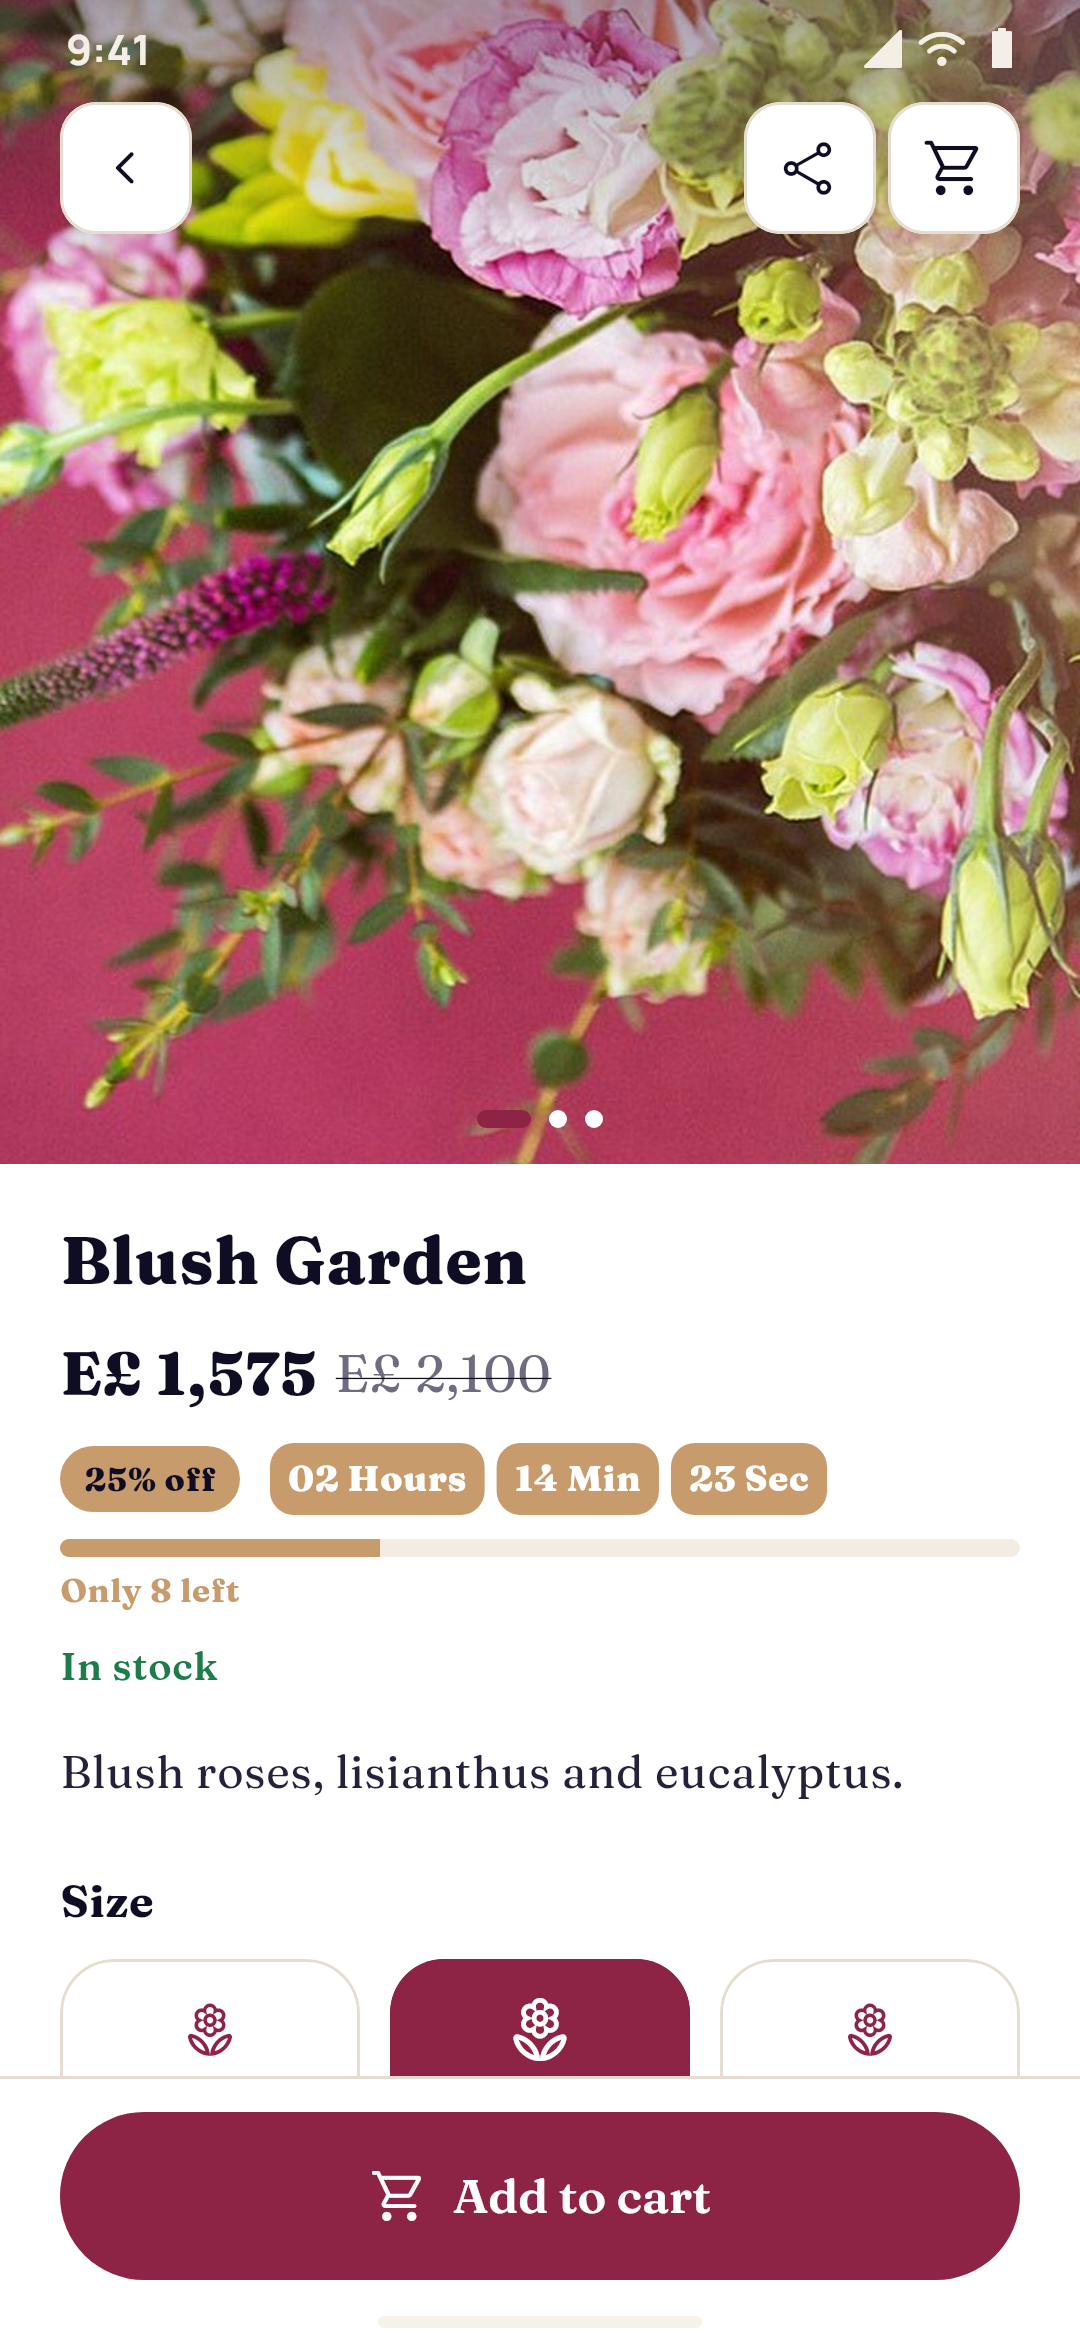 9:41
Blush Garden
E£ 1,575 E£ 2,100
25% off 02 Hours 14 Min 23 Sec
Only 8 left
In stock
Blush roses, lisianthus and eucalyptus.
Size
Add to cart